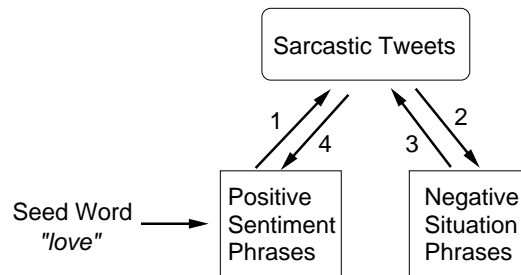 Sarcastic Tweets
1
2
4
3
Seed Word
"love"
Positive
Sentiment
Phrases
Negative
Situation
Phrases